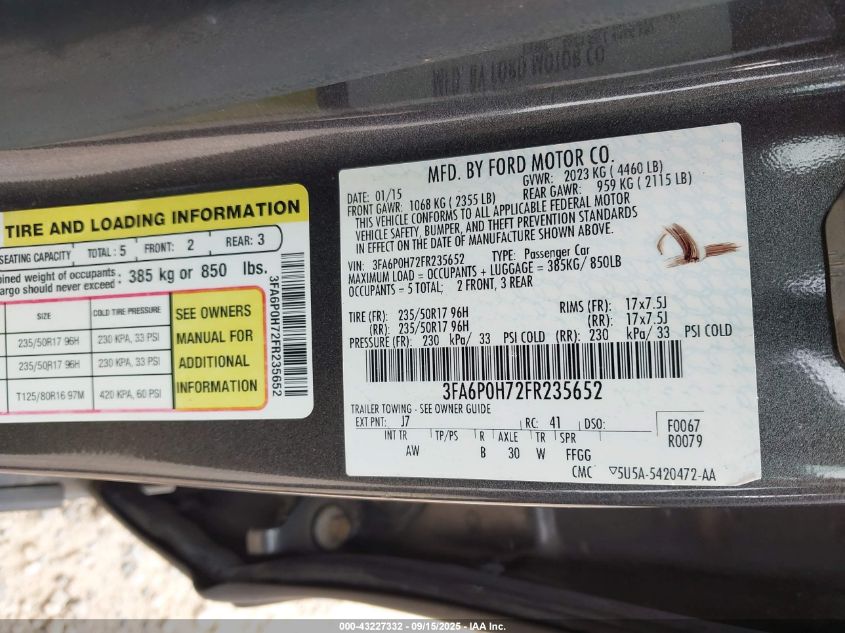 MFD. BY FORD MOTOR CO
TIRE AND LOADING INFORMATION
SEATING CAPACITY TOTAL: 5 FRONT: 2 REAR: 3
of occupants 385 kg or 850 lbs.
should never exceed:
SIZE COLD TIRE PRESSURE
235/50R17 96H 230 KPA, 33 PSI
235/50R17 96H 230 KPA, 33 PSI
T125/80R16 97M 420 KPA, 60 PSI
SEE OWNERS
MANUAL FOR
ADDITIONAL
INFORMATION
3FA6P0H72FR235652
MFD. BY FORD MOTOR CO.
DATE: 01/15 GVWR: 2023 KG ( 4460 LB)
FRONT GAWR: 1068 KG ( 2355 LB) REAR GAWR: 959 KG ( 2115 LB)
THIS VEHICLE CONFORMS TO ALL APPLICABLE FEDERAL MOTOR
VEHICLE SAFETY, BUMPER, AND THEFT PREVENTION STANDARDS
IN EFFECT ON THE DATE OF MANUFACTURE SHOWN ABOVE.
VIN: 3FA6P0H72FR235652 TYPE: Passenger Car
MAXIMUM LOAD = OCCUPANTS + LUGGAGE = 385KG/ 850LB
OCCUPANTS = 5 TOTAL; 2 FRONT, 3 REAR
TIRE (FR): 235/50R17 96H RIMS (FR): 17x7.5J
(RR): 235/50R17 96H (RR): 17x7.5J
PRESSURE (FR): 230 kPa/ 33 PSI COLD (RR): 230 kPa/ 33 PSI COLD
3FA6P0H72FR235652
TRAILER TOWING - SEE OWNER GUIDE
EXT PNT: J7 RC: 41 DSO: F0067
INT TR TP/PS R AXLE TR SPR R0079
AW B 30 W FFGG
CMC ▽5U5A-5420472-AA
000-43227332 - 09/15/2025 - IAA Inc.